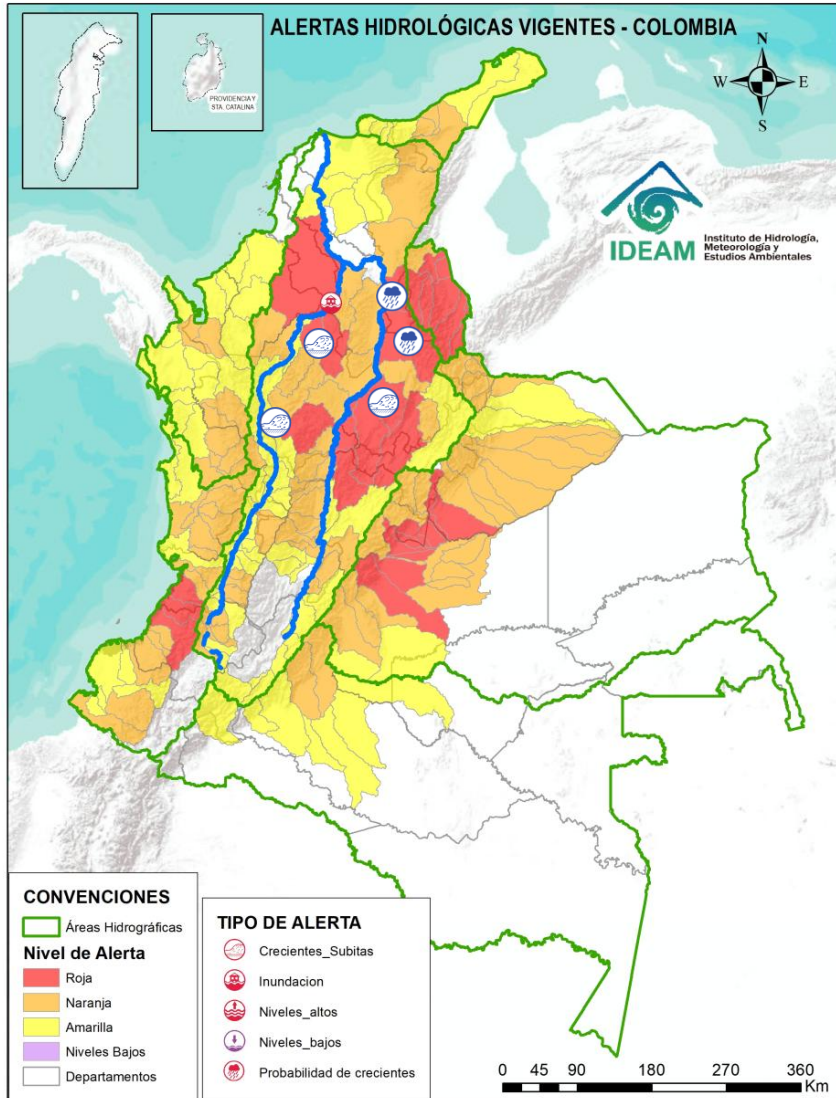 ALERTAS HIDROLÓGICAS VIGENTES - COLOMBIA
PROVIDENCIA Y
STA. CATALINA
N
W
E
S
IDEAM
Instituto de Hidrología,
Meteorología y
Estudios Ambientales
CONVENCIONES
Áreas Hidrográficas
Nivel de Alerta
Roja
Naranja
Amarilla
Niveles Bajos
Departamentos
TIPO DE ALERTA
Crecientes_Subitas
Inundacion
Niveles_altos
Niveles_bajos
Probabilidad de crecientes
0 45 90 180 270 360
Km